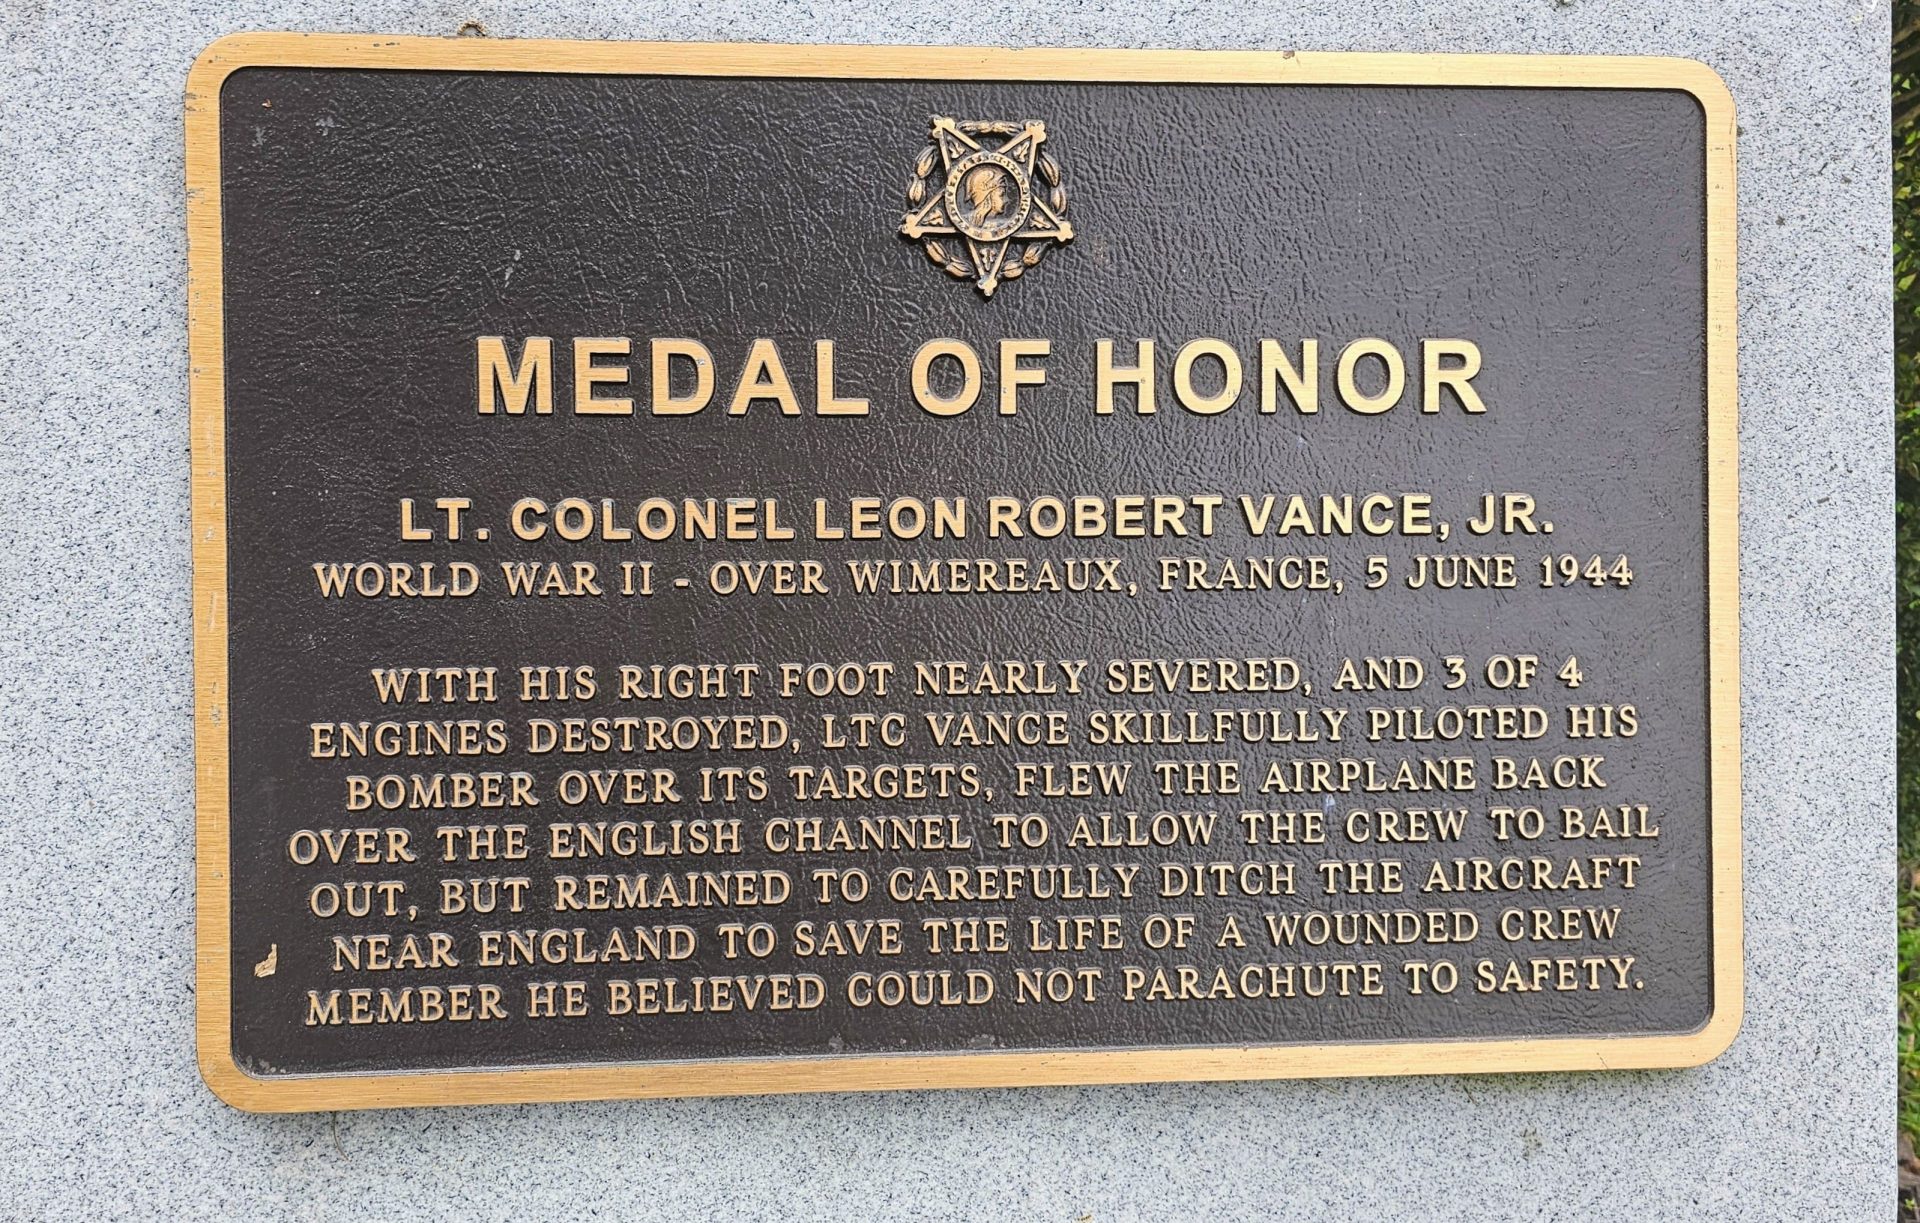 MEDAL OF HONOR
LT. COLONEL LEON ROBERT VANCE, JR.
WORLD WAR II - OVER WIMEREAUX, FRANCE, 5 JUNE 1944
WITH HIS RIGHT FOOT NEARLY SEVERED, AND 3 OF 4
ENGINES DESTROYED, LTC VANCE SKILLFULLY PILOTED HIS
BOMBER OVER ITS TARGETS, FLEW THE AIRPLANE BACK
OVER THE ENGLISH CHANNEL TO ALLOW THE CREW TO BAIL
OUT, BUT REMAINED TO CAREFULLY DITCH THE AIRCRAFT
NEAR ENGLAND TO SAVE THE LIFE OF A WOUNDED CREW
MEMBER HE BELIEVED COULD NOT PARACHUTE TO SAFETY.